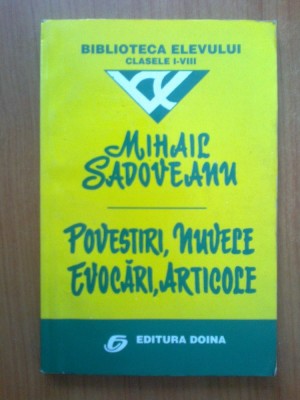 BIBLIOTECA ELEVULUI
CLASELE I-VIII
MIHAIL
SADOVEANU
POVESTIRI, NUVELE
EVOCĂRI, ARTICOLE
EDITURA DOINA